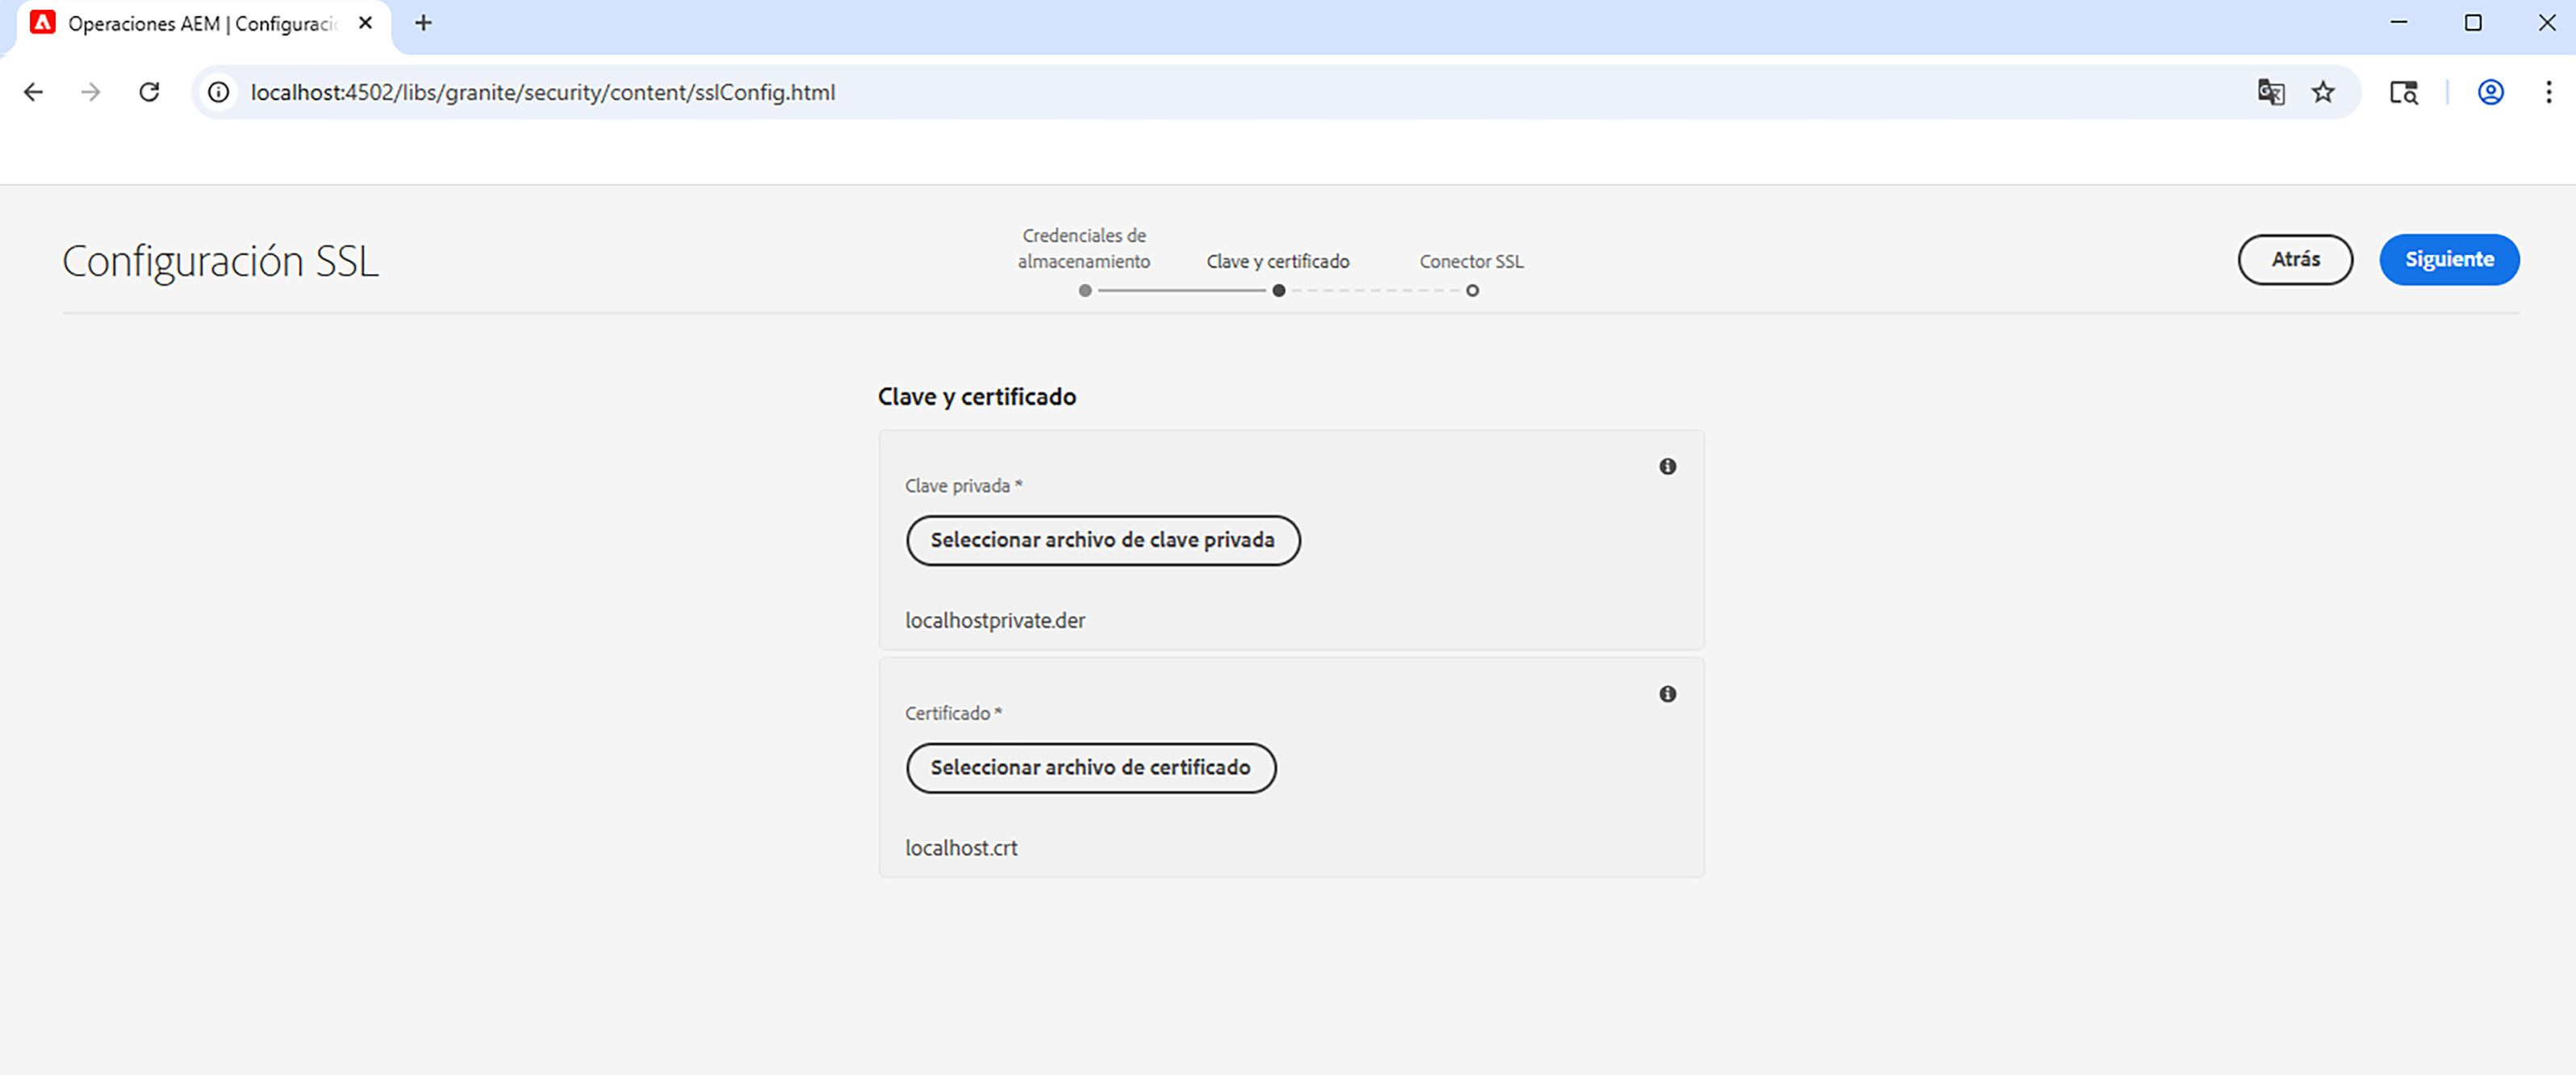 Operaciones AEM | Configuraci
localhost:4502/libs/granite/security/content/sslConfig.html
Configuración SSL
Credenciales de
almacenamiento
Clave y certificado
Conector SSL
Atrás
Siguiente
Clave y certificado
Clave privada *
Seleccionar archivo de clave privada
localhostprivate.der
Certificado *
Seleccionar archivo de certificado
localhost.crt